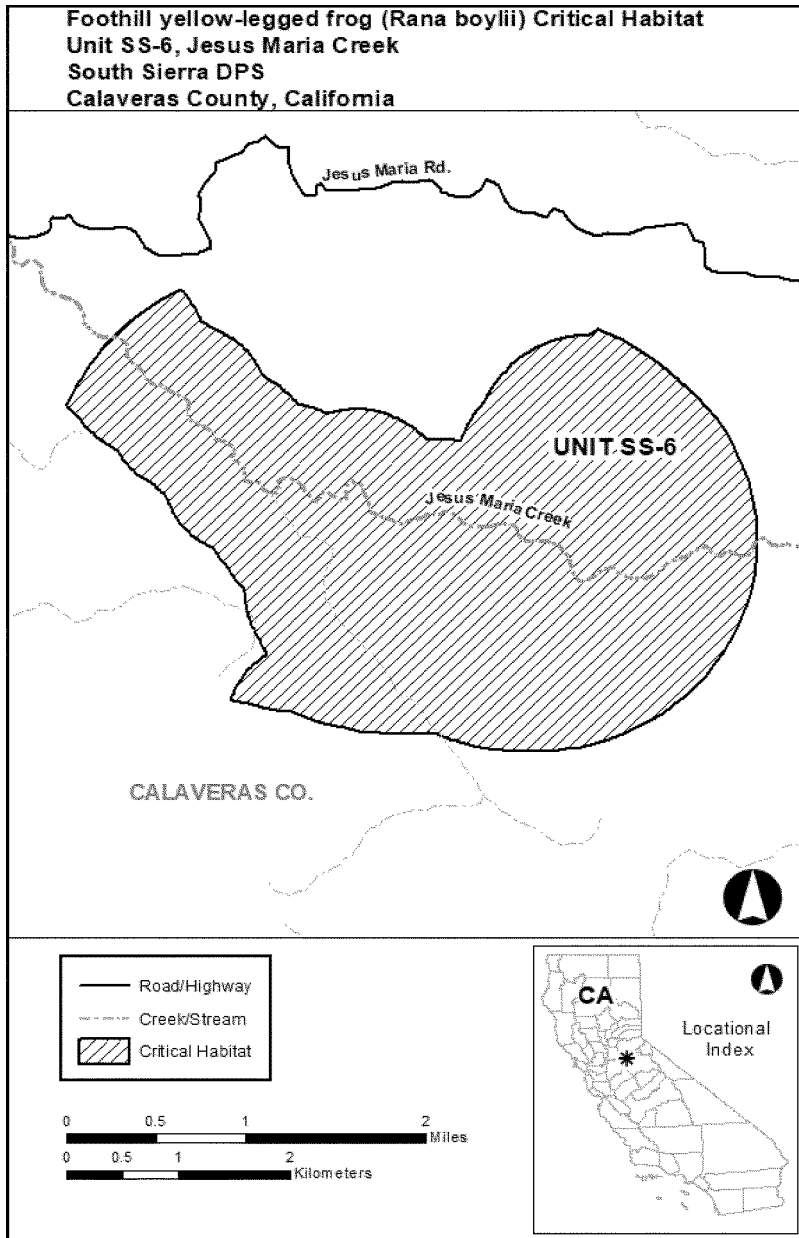 Foothill yellow-legged frog (Rana boylii) Critical Habitat
Unit SS-6, Jesus Maria Creek
South Sierra DPS
Calaveras County, California
Jesus Maria Rd.
UNIT SS-6
Jesus Maria Creek
CALAVERAS CO.
Road/Highway
Creek/Stream
Critical Habitat
CA
Locational
Index
0 0.5 1 2
Miles
0 0.5 1 2
Kilometers